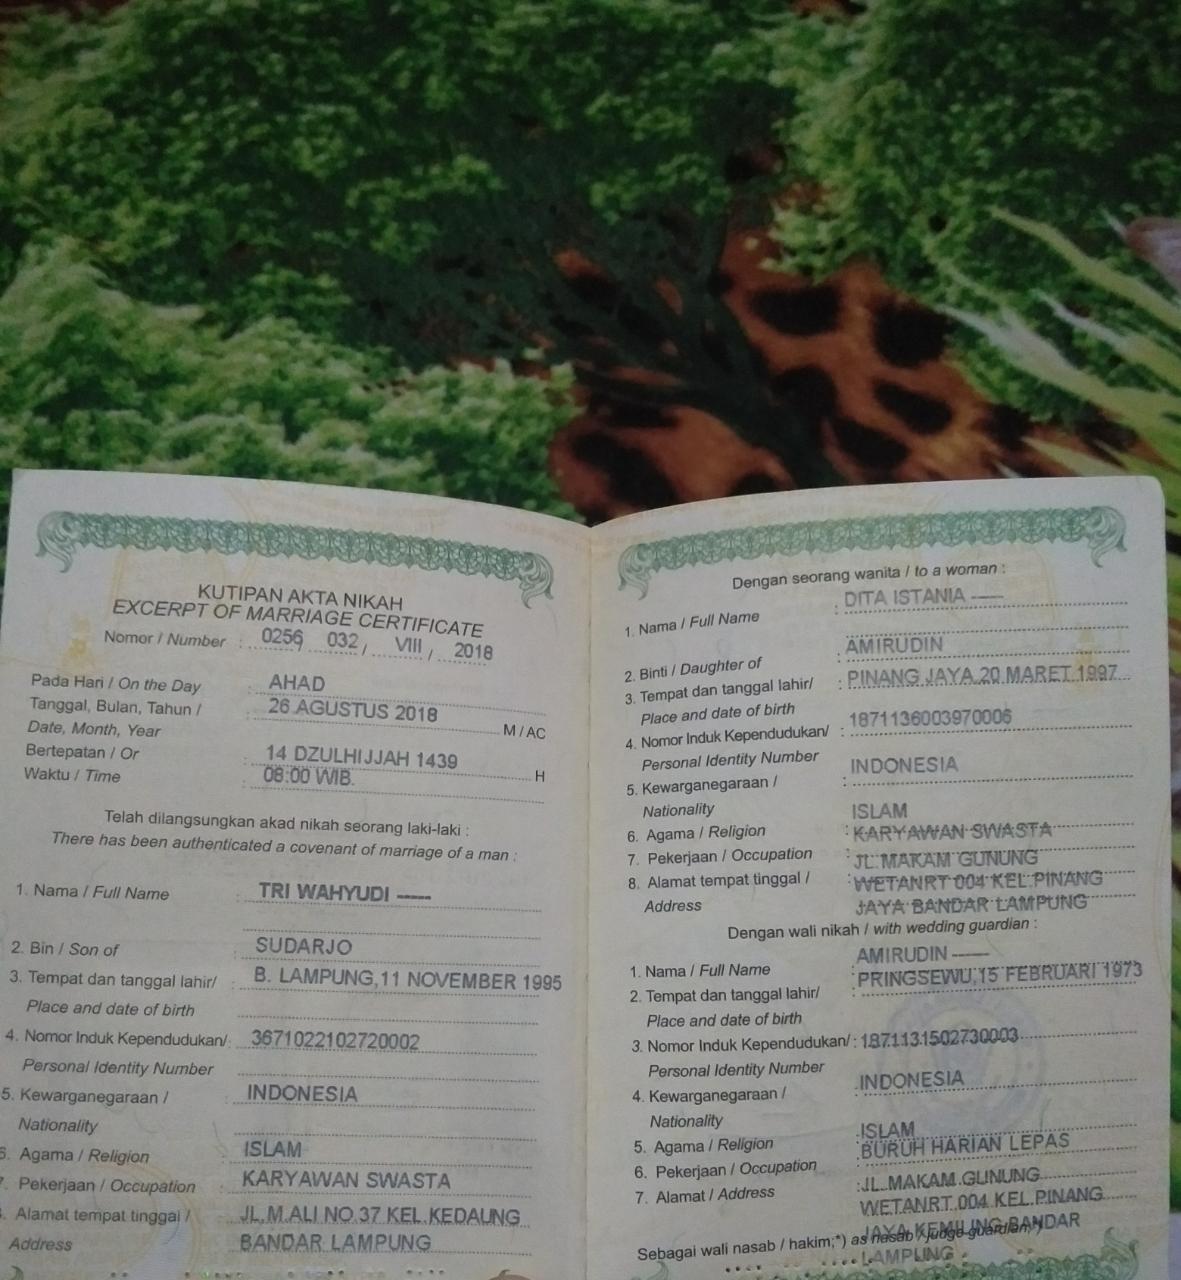 KUTIPAN AKTA NIKAH
EXCERPT OF MARRIAGE CERTIFICATE
Nomor / Number : 0256 032 / VIII / 2018
Pada Hari / On the Day : AHAD
Tanggal, Bulan, Tahun / : 26 AGUSTUS 2018
Date, Month, Year M / AC
Bertepatan / Or : 14 DZULHIJJAH 1439 H
Waktu / Time : 08:00 WIB.
Telah dilangsungkan akad nikah seorang laki-laki :
There has been authenticated a covenant of marriage of a man :
1. Nama / Full Name : TRI WAHYUDI -----
2. Bin / Son of : SUDARJO
3. Tempat dan tanggal lahir/ : B. LAMPUNG,11 NOVEMBER 1995
Place and date of birth
4. Nomor Induk Kependudukan/ : 3671022102720002
Personal Identity Number
5. Kewarganegaraan / : INDONESIA
Nationality
6. Agama / Religion : ISLAM
7. Pekerjaan / Occupation : KARYAWAN SWASTA
. Alamat tempat tinggal / : JL.M.ALI NO.37 KEL.KEDAUNG
Address BANDAR LAMPUNG
Dengan seorang wanita / to a woman :
1. Nama / Full Name : DITA ISTANIA -----
2. Binti / Daughter of : AMIRUDIN
3. Tempat dan tanggal lahir/ : PINANG JAYA,20 MARET 1997
Place and date of birth
4. Nomor Induk Kependudukan/ : 1871136003970006
Personal Identity Number
5. Kewarganegaraan / : INDONESIA
Nationality
6. Agama / Religion ISLAM
7. Pekerjaan / Occupation : KARYAWAN SWASTA
8. Alamat tempat tinggal / : JL.MAKAM GUNUNG
Address WETANRT 004 KEL.PINANG
JAYA BANDAR LAMPUNG
Dengan wali nikah / with wedding guardian :
1. Nama / Full Name AMIRUDIN -----
2. Tempat dan tanggal lahir/ : PRINGSEWU,15 FEBRUARI 1973
Place and date of birth
3. Nomor Induk Kependudukan/ : 1871131502730003
Personal Identity Number
4. Kewarganegaraan / : INDONESIA
Nationality
5. Agama / Religion : ISLAM
6. Pekerjaan / Occupation : BURUH HARIAN LEPAS
7. Alamat / Address : JL.MAKAM GUNUNG
WETANRT 004 KEL.PINANG
JAYA KEMILING BANDAR
LAMPUNG
Sebagai wali nasab / hakim;*) as nasab / judge guardian;*)